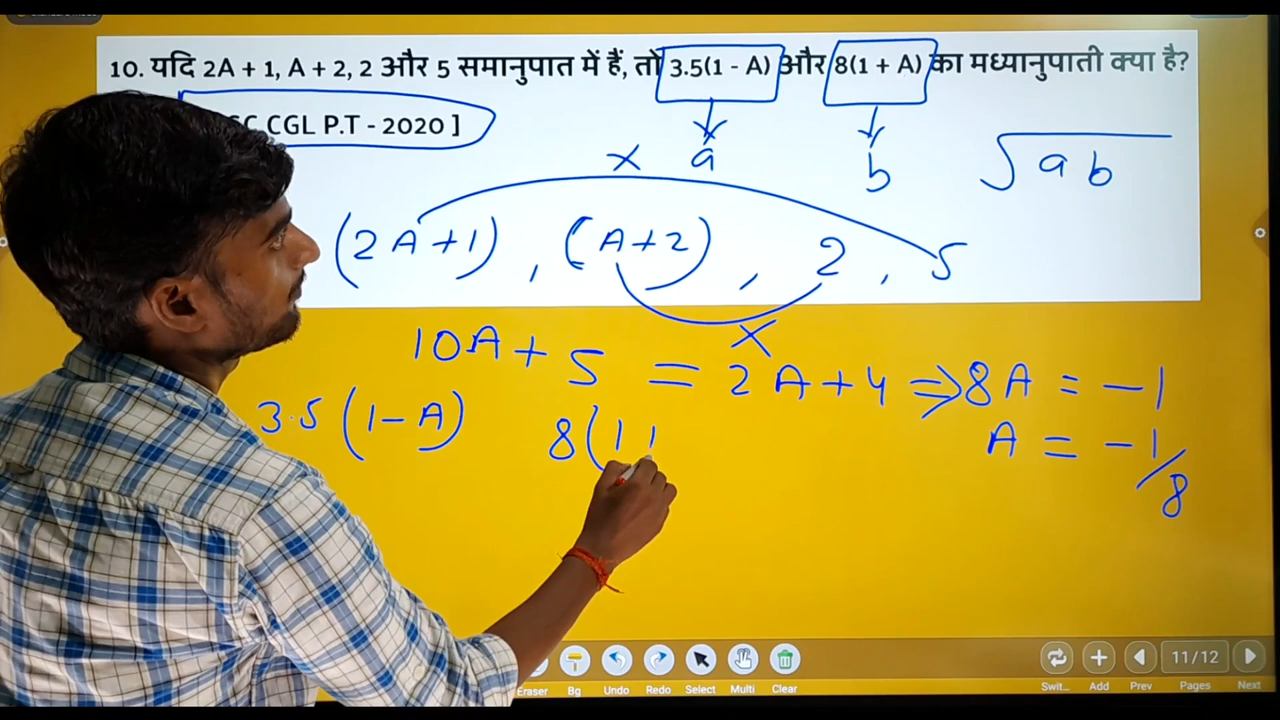 10. यदि 2A + 1, A + 2, 2 और 5 समानुपात में हैं, तो 3.5(1 - A) और 8(1 + A) का मध्यानुपाती क्या है?
CGL P.T - 2020 ]
x a
b
√ab
(2A+1) , (A+2) , 2 , 5
x
10A + 5 = 2A + 4 ⇒ 8A = -1
3.5 (1-A) 8(1
A = -1/8
Eraser Bg Undo Redo Select Multi Clear Swit... Add Prev 11/12 Pages Next